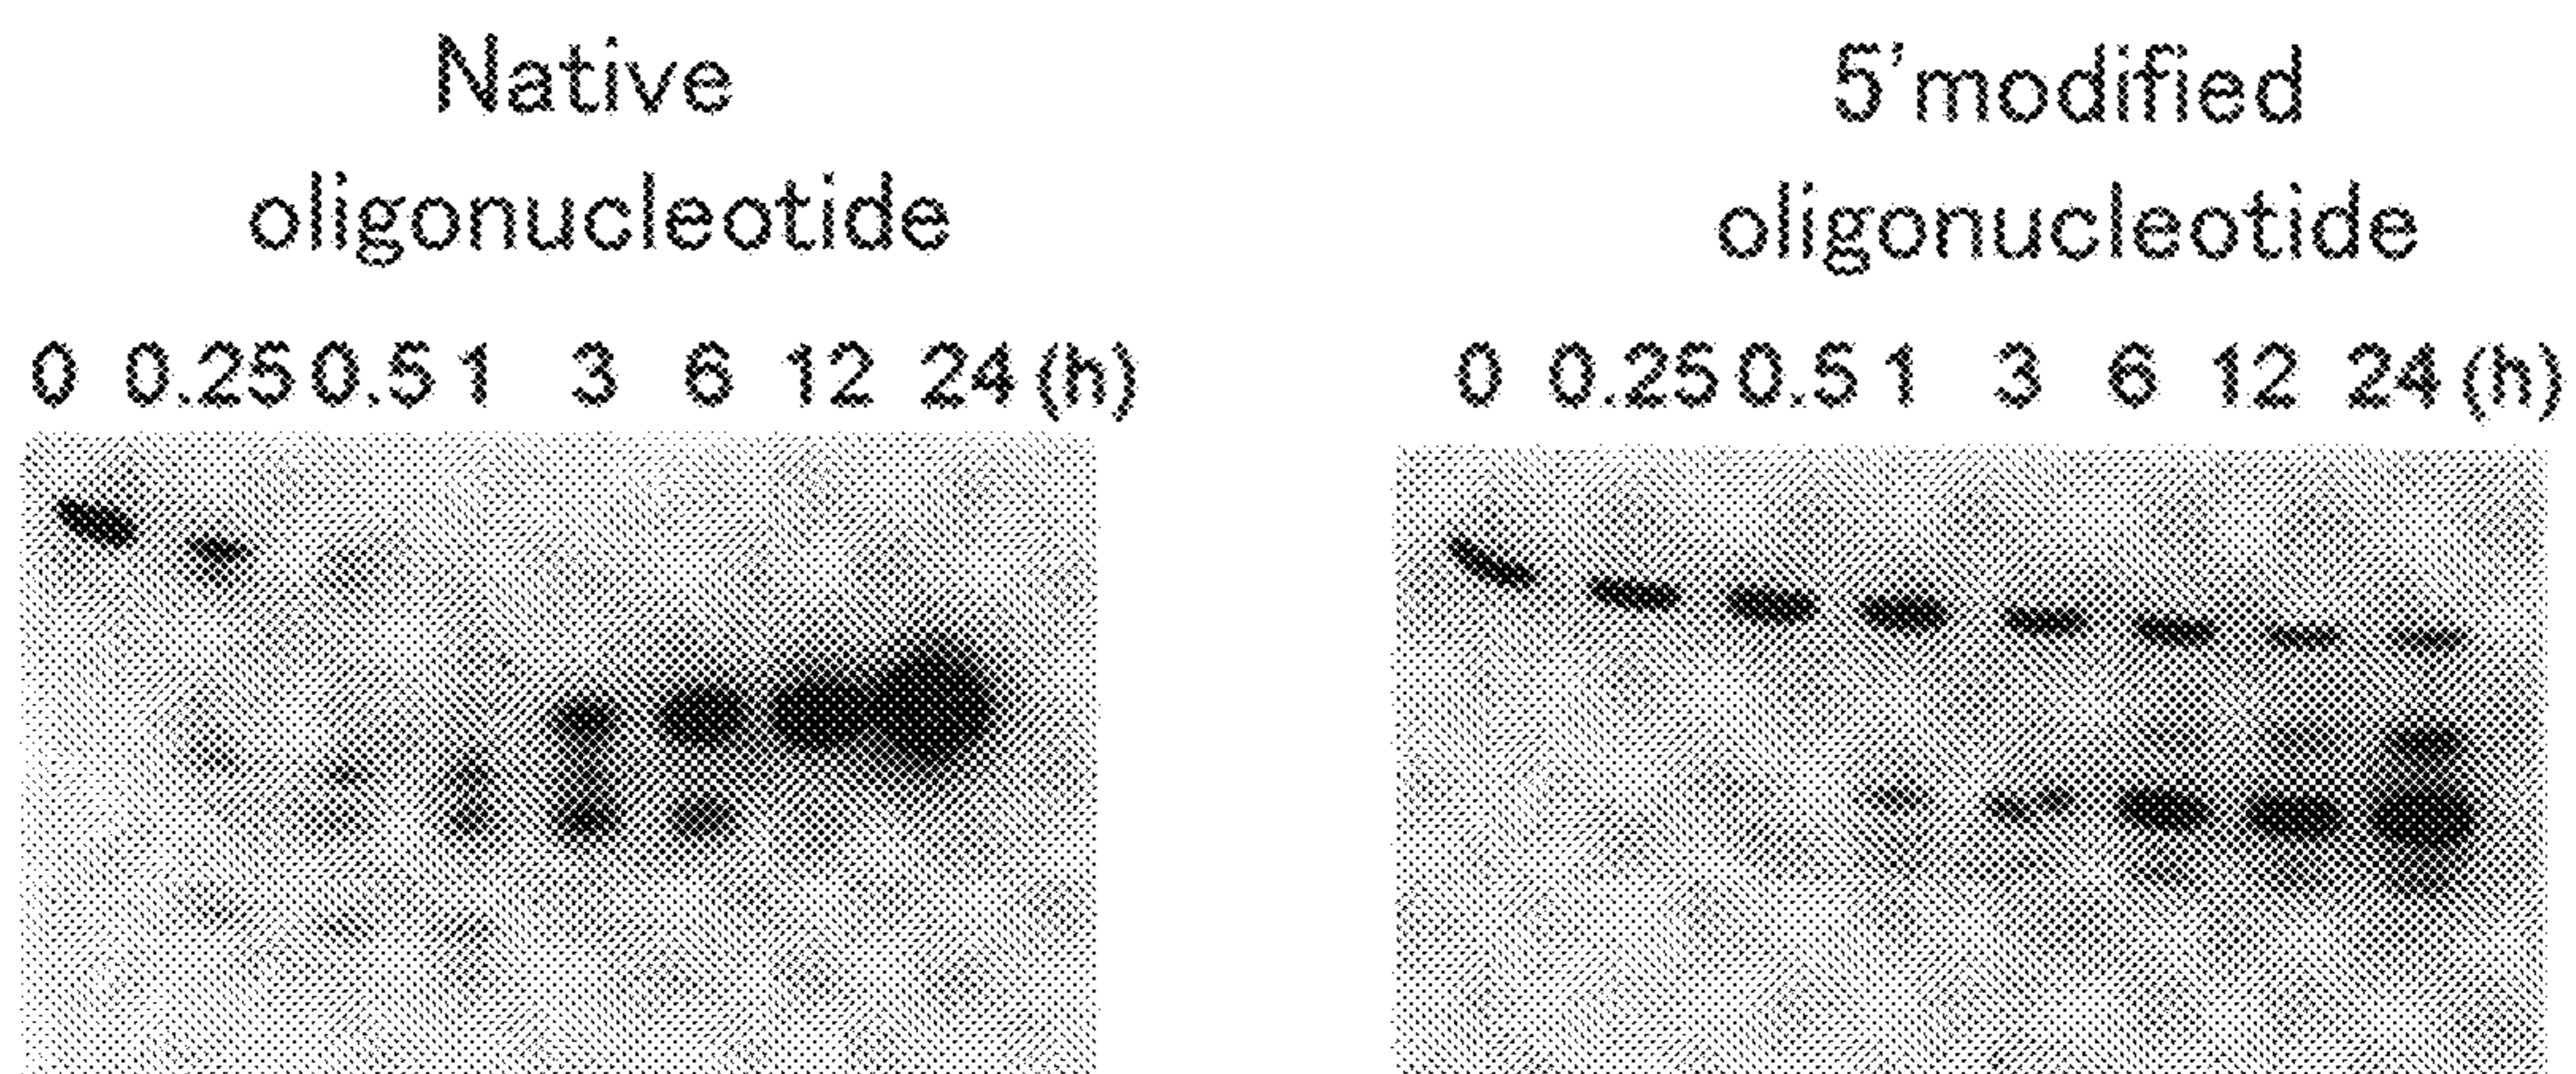 Native
oligonucleotide
0 0.25 0.5 1 3 6 12 24 (h)
5'modified
oligonucleotide
0 0.25 0.5 1 3 6 12 24 (h)